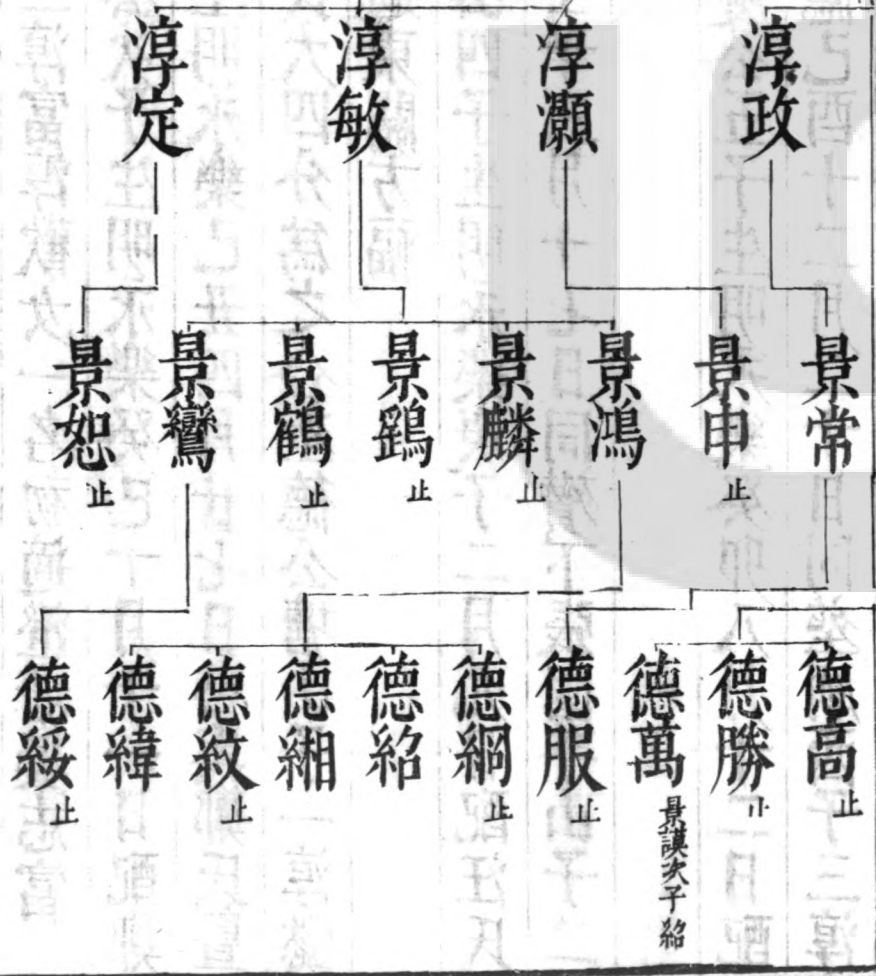 淳政
淳灝
淳敏
淳定
景常
景申 止
景鴻
景麟 止
景鷄 止
景鶴 止
景鸞
景恕 止
德高 止
德勝 止
德萬 景謨次子紹
德服 止
德綱 止
德紹
德緗
德紋 止
德緯
德綏 止